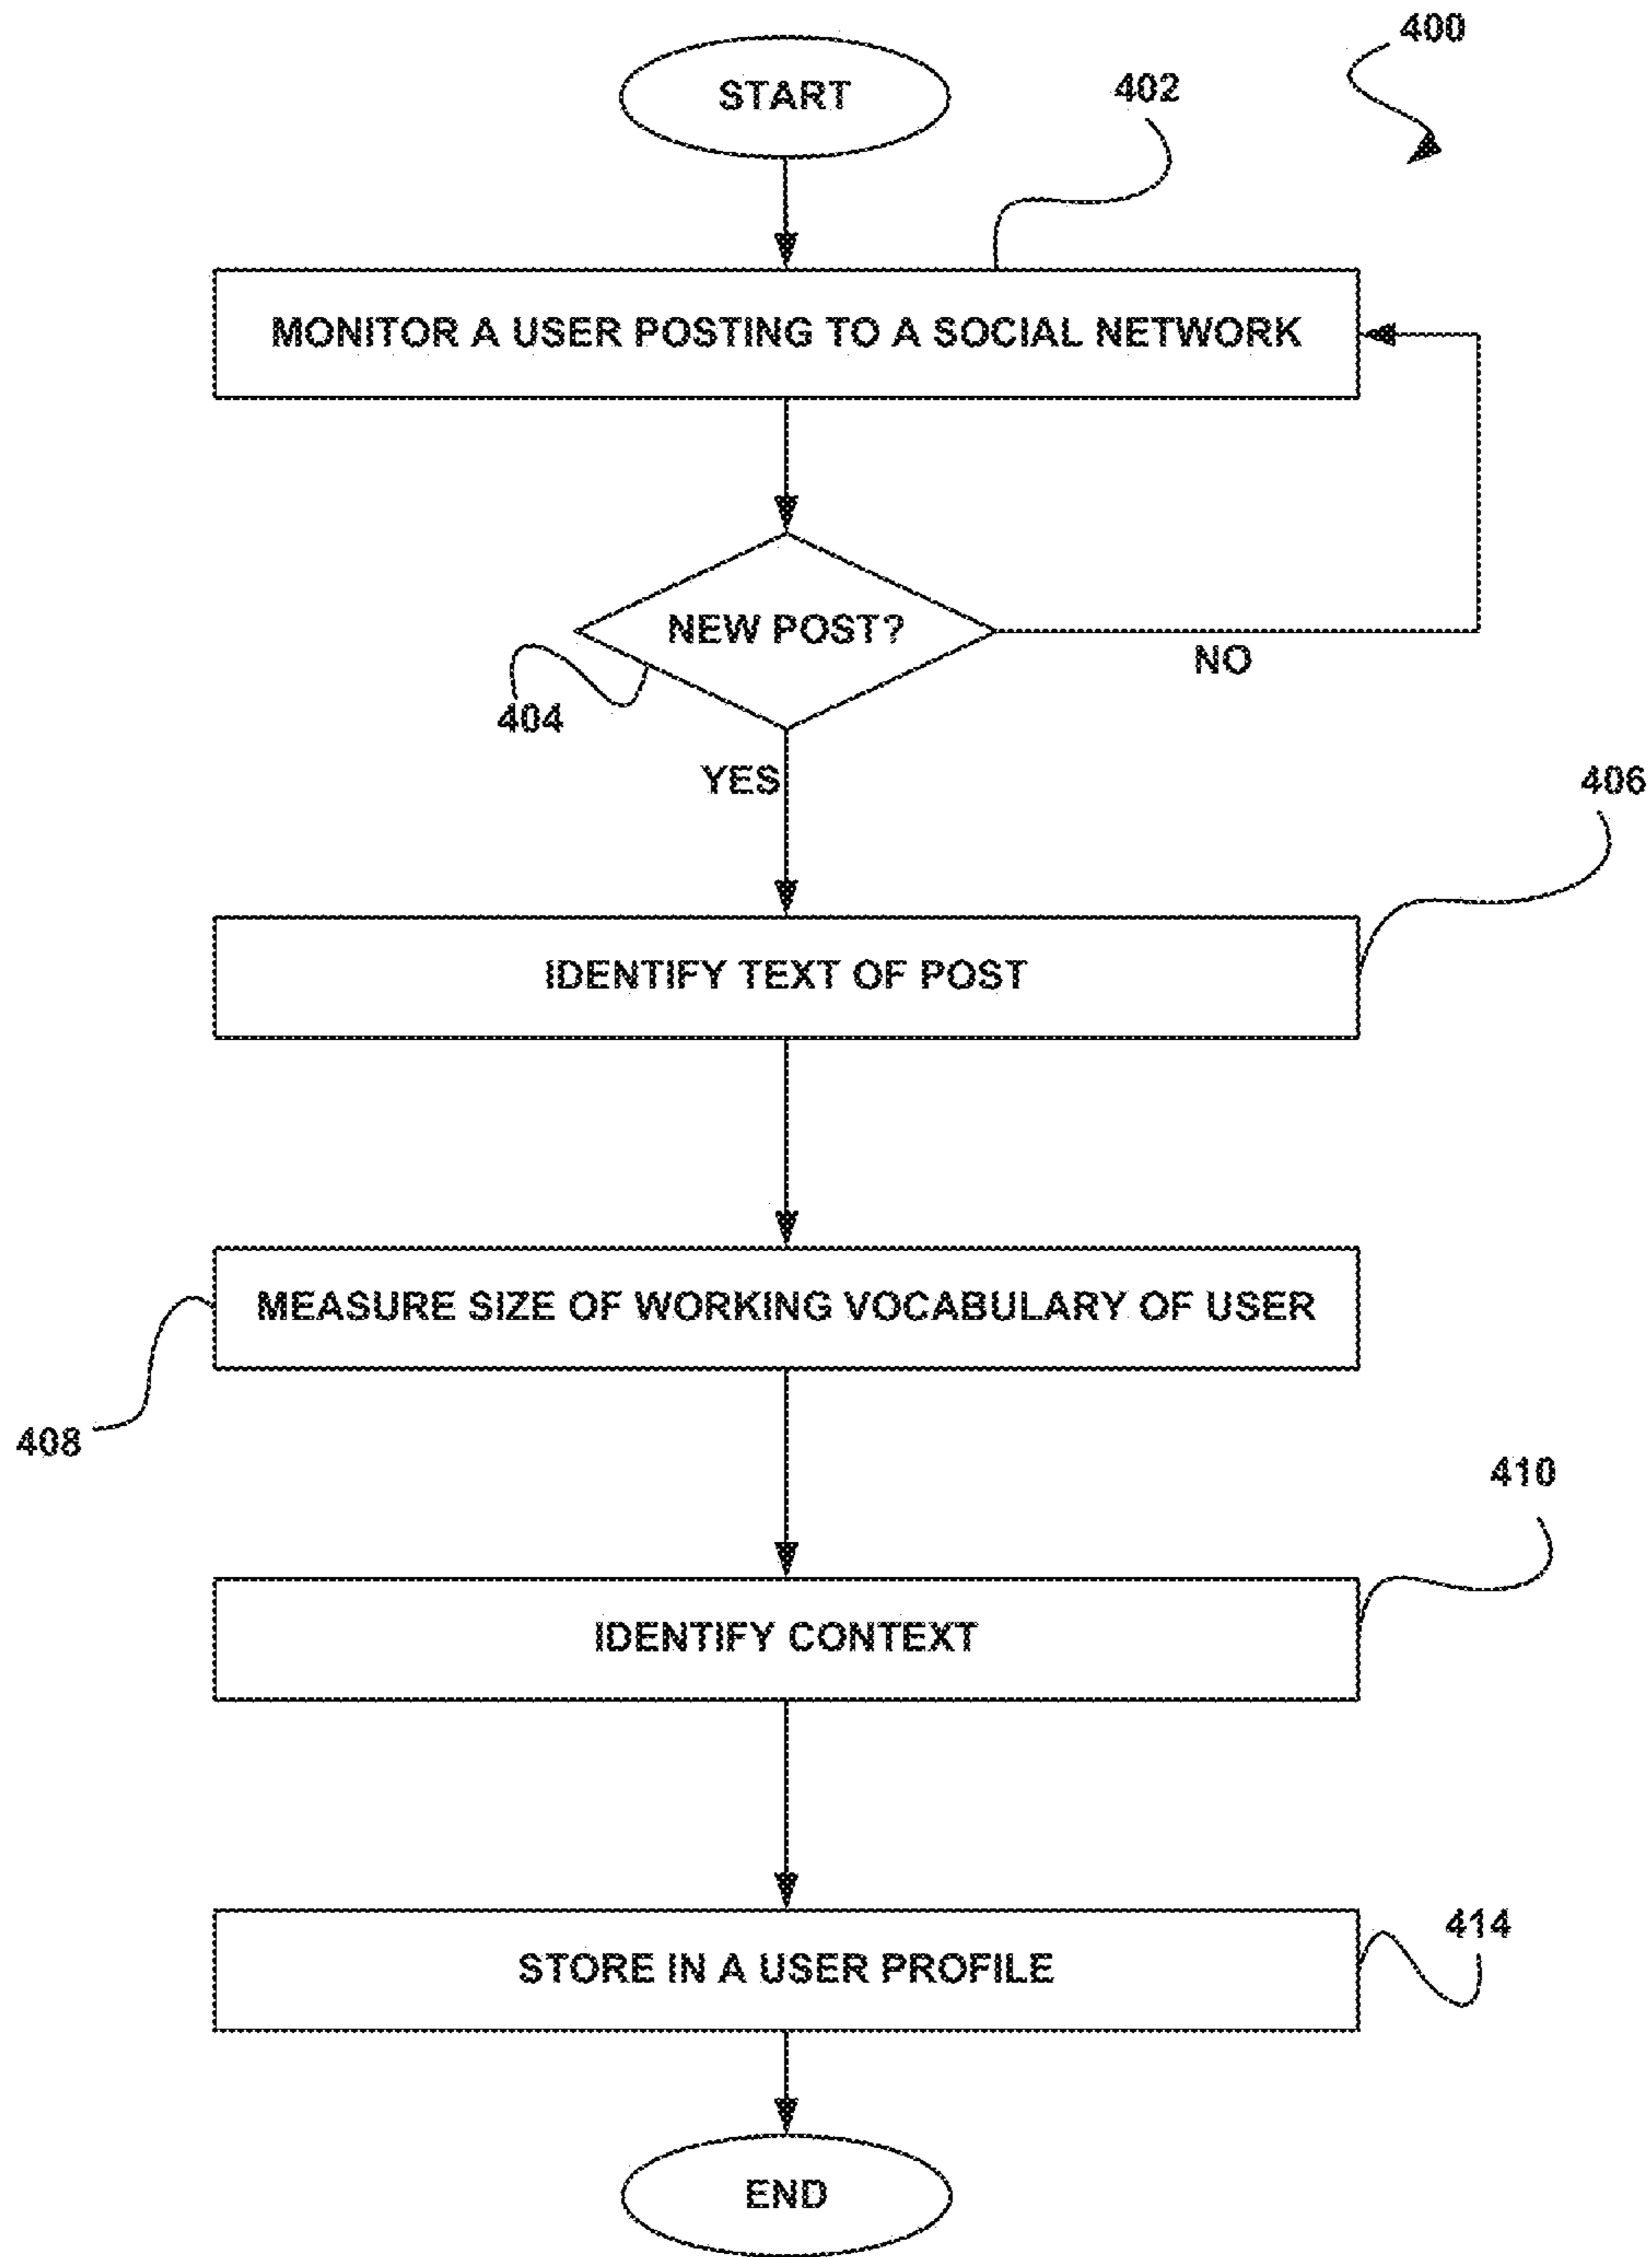 400
START
402
MONITOR A USER POSTING TO A SOCIAL NETWORK
NEW POST?
NO
404
YES
406
IDENTIFY TEXT OF POST
MEASURE SIZE OF WORKING VOCABULARY OF USER
408
410
IDENTIFY CONTEXT
414
STORE IN A USER PROFILE
END